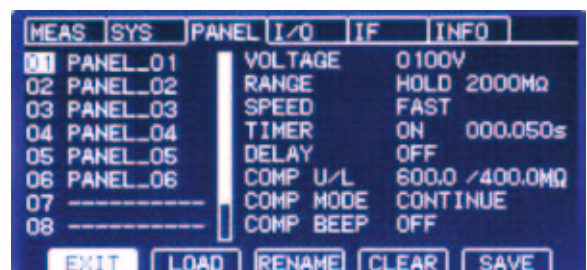 MEAS SYS PANEL I/O IF INFO
01 PANEL_01 VOLTAGE 0100V
02 PANEL_02 RANGE HOLD 2000MΩ
03 PANEL_03 SPEED FAST
04 PANEL_04 TIMER ON 000.050s
05 PANEL_05 DELAY OFF
06 PANEL_06 COMP U/L 600.0 /400.0MΩ
07 ---------- COMP MODE CONTINUE
08 ---------- COMP BEEP OFF
EXIT LOAD RENAME CLEAR SAVE